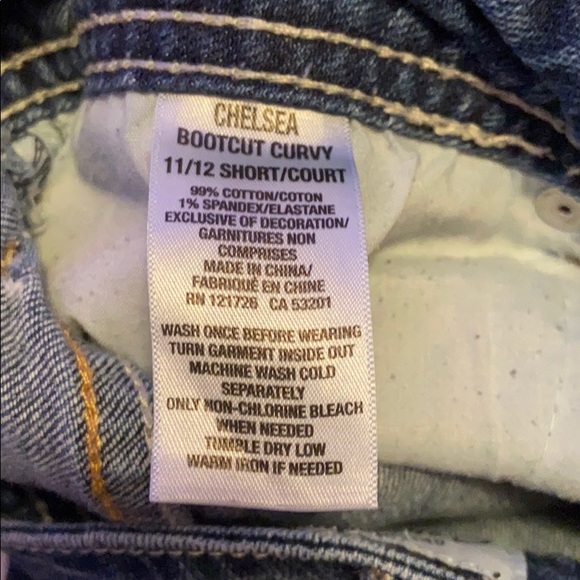 CHELSEA
BOOTCUT CURVY
11/12 SHORT/COURT
99% COTTON/COTON
1% SPANDEX/ELASTANE
EXCLUSIVE OF DECORATION/
GARNITURES NON
COMPRISES
MADE IN CHINA/
FABRIQUÉ EN CHINE
RN 121726 CA 53201
WASH ONCE BEFORE WEARING
TURN GARMENT INSIDE OUT
MACHINE WASH COLD
SEPARATELY
ONLY NON-CHLORINE BLEACH
WHEN NEEDED
TUMBLE DRY LOW
WARM IRON IF NEEDED